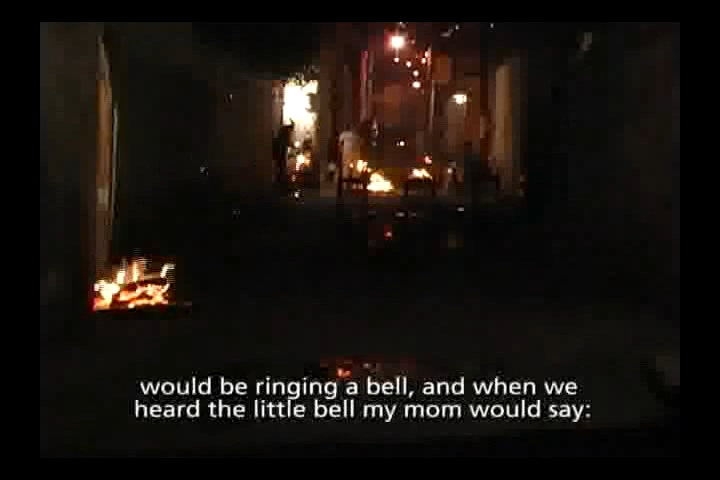 would be ringing a bell, and when we
heard the little bell my mom would say: